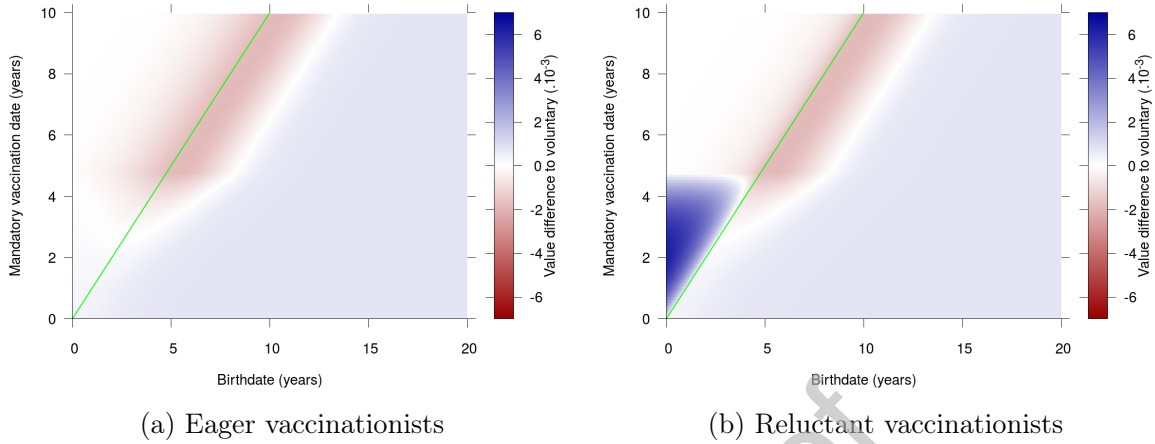 10
8
6
4
2
0
Mandatory vaccination date (years)
0 5 10 15 20
Birthdate (years)
6
4
2
0
-2
-4
-6
Value difference to voluntary (.10⁻³)
(a) Eager vaccinationists
10
8
6
4
2
0
Mandatory vaccination date (years)
0 5 10 15 20
Birthdate (years)
6
4
2
0
-2
-4
-6
Value difference to voluntary (.10⁻³)
(b) Reluctant vaccinationists